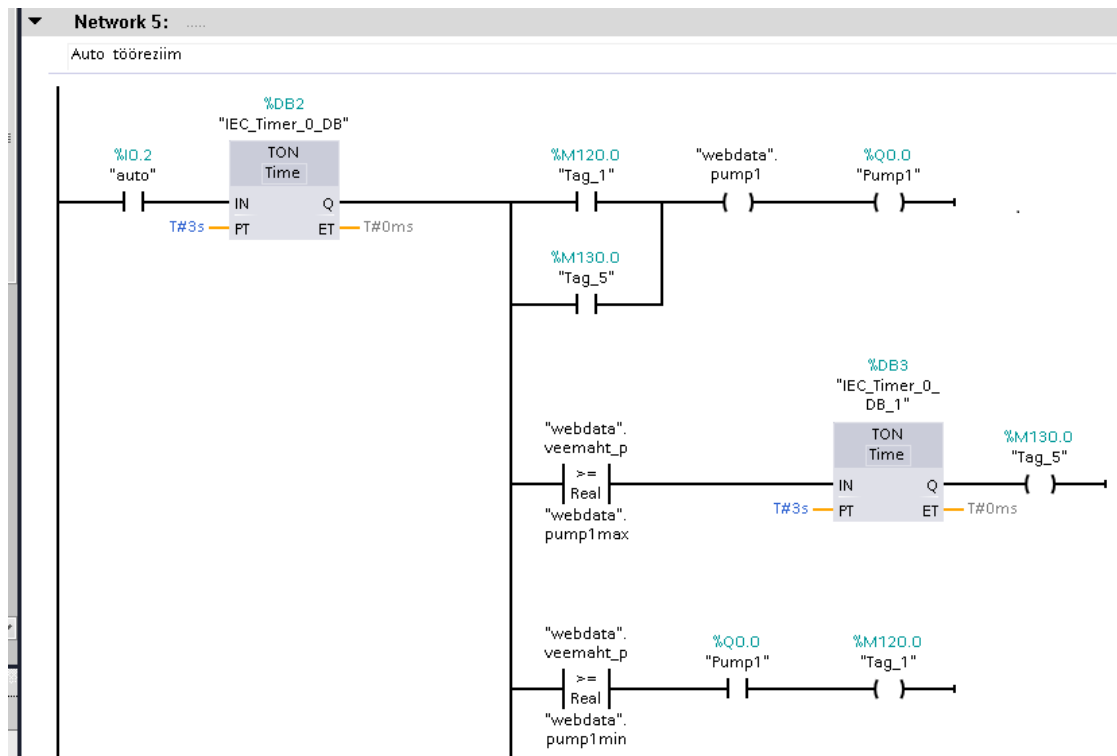 Network 5: .....
Auto tööreziim
%DB2
"IEC_Timer_0_DB"
%I0.2
"auto"
TON
Time
IN
Q
T#3s
PT
ET
T#0ms
%M120.0
"Tag_1"
"webdata".
pump1
%Q0.0
"Pump1"
%M130.0
"Tag_5"
%DB3
"IEC_Timer_0_
DB_1"
"webdata".
veemaht_p
>=
Real
"webdata".
pump1max
TON
Time
IN
Q
T#3s
PT
ET
T#0ms
%M130.0
"Tag_5"
"webdata".
veemaht_p
>=
Real
"webdata".
pump1min
%Q0.0
"Pump1"
%M120.0
"Tag_1"